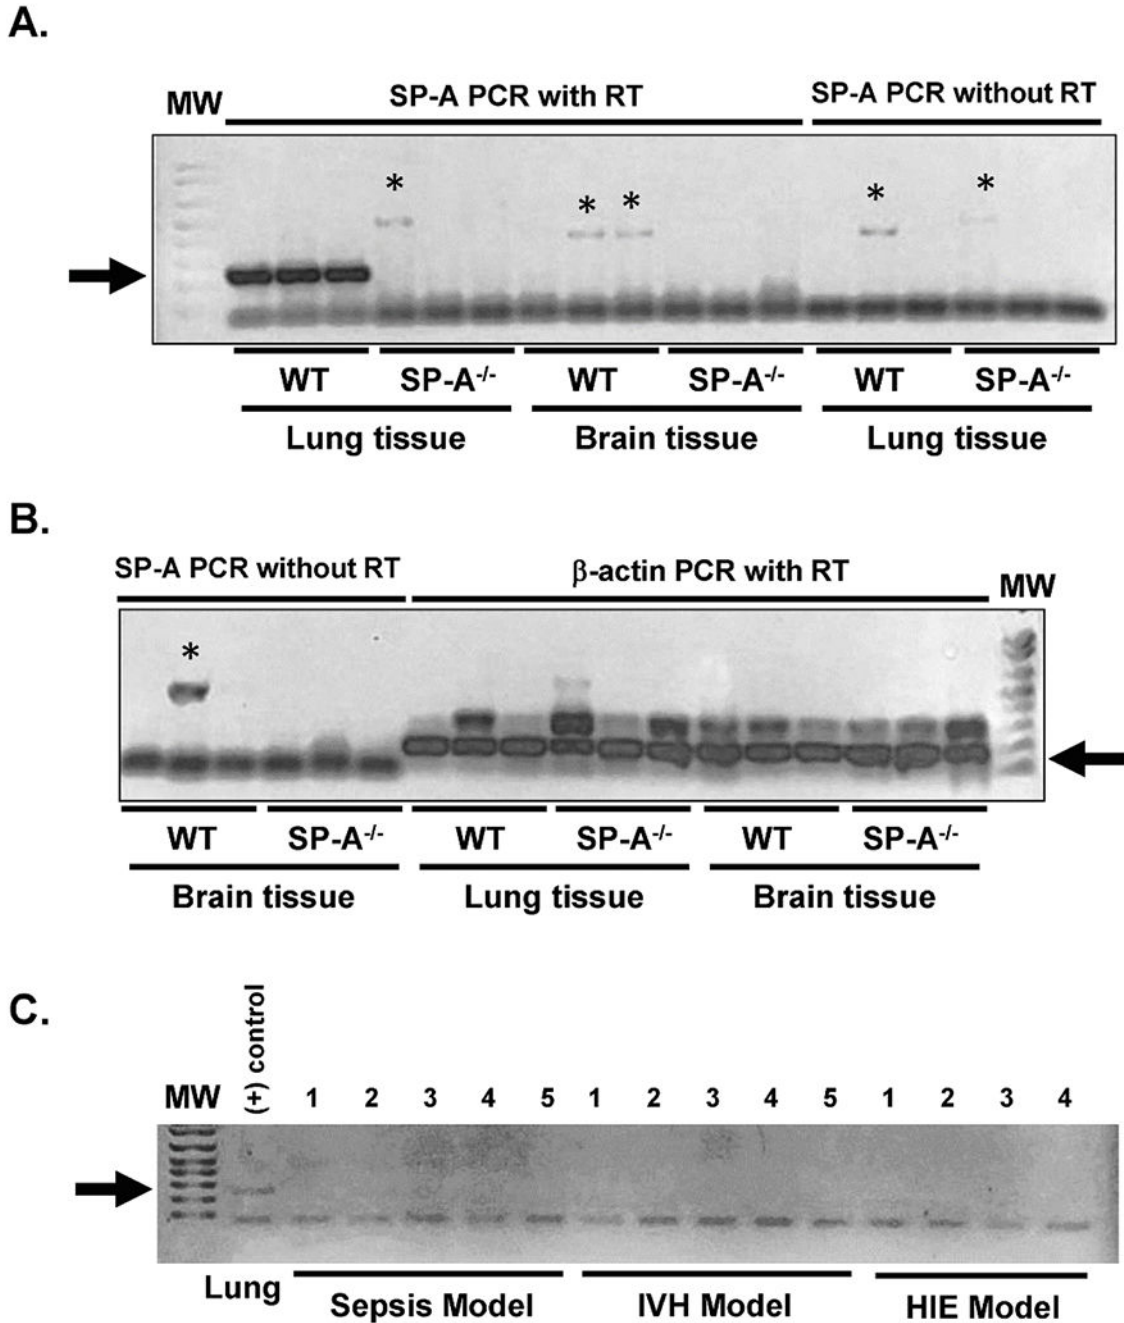 A.
MW SP-A PCR with RT SP-A PCR without RT
* * * * *
WT SP-A-/- WT SP-A-/- WT SP-A-/-
Lung tissue Brain tissue Lung tissue
B.
SP-A PCR without RT β-actin PCR with RT MW
*
WT SP-A-/- WT SP-A-/- WT SP-A-/-
Brain tissue Lung tissue Brain tissue
C.
MW (+) control 1 2 3 4 5 1 2 3 4 5 1 2 3 4
Lung Sepsis Model IVH Model HIE Model